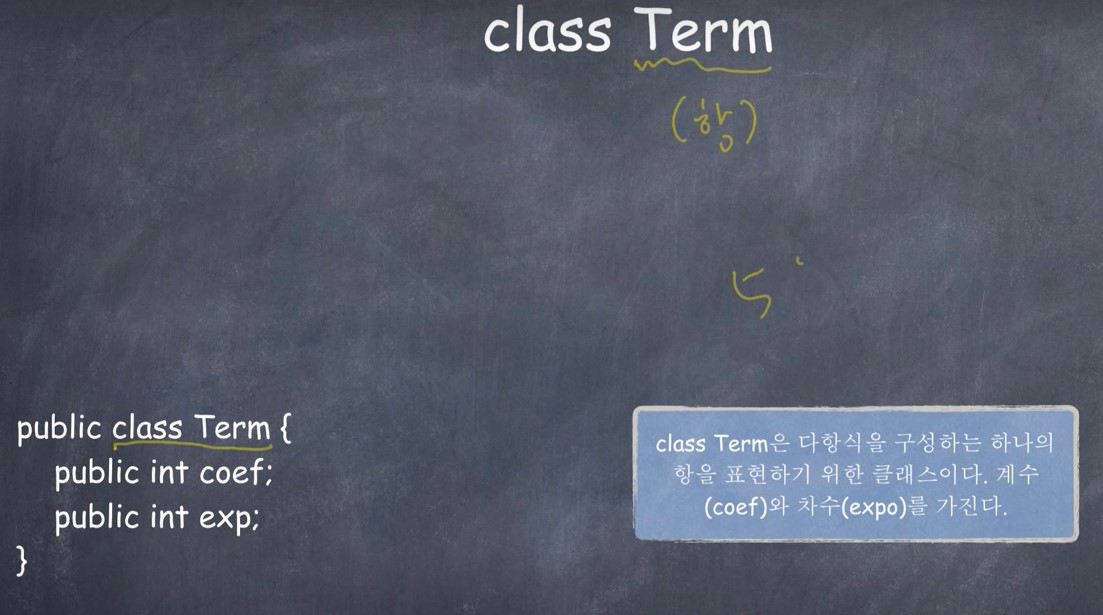 class Term
(항)
5
public class Term {
public int coef;
public int exp;
}
class Term은 다항식을 구성하는 하나의
항을 표현하기 위한 클래스이다. 계수
(coef)와 차수(expo)를 가진다.